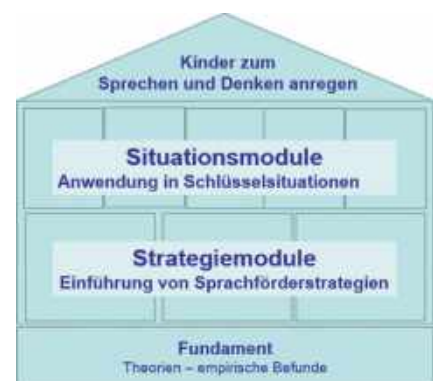 Kinder zum
Sprechen und Denken anregen
Situationsmodule
Anwendung in Schlüsselsituationen
Strategiemodule
Einführung von Sprachförderstrategien
Fundament
Theorien – empirische Befunde